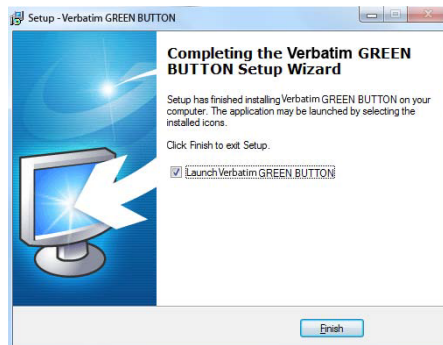 Setup - Verbatim GREEN BUTTON
Completing the Verbatim GREEN
BUTTON Setup Wizard
Setup has finished installing Verbatim GREEN BUTTON on your
computer. The application may be launched by selecting the
installed icons.
Click Finish to exit Setup.
Launch Verbatim GREEN BUTTON
Finish